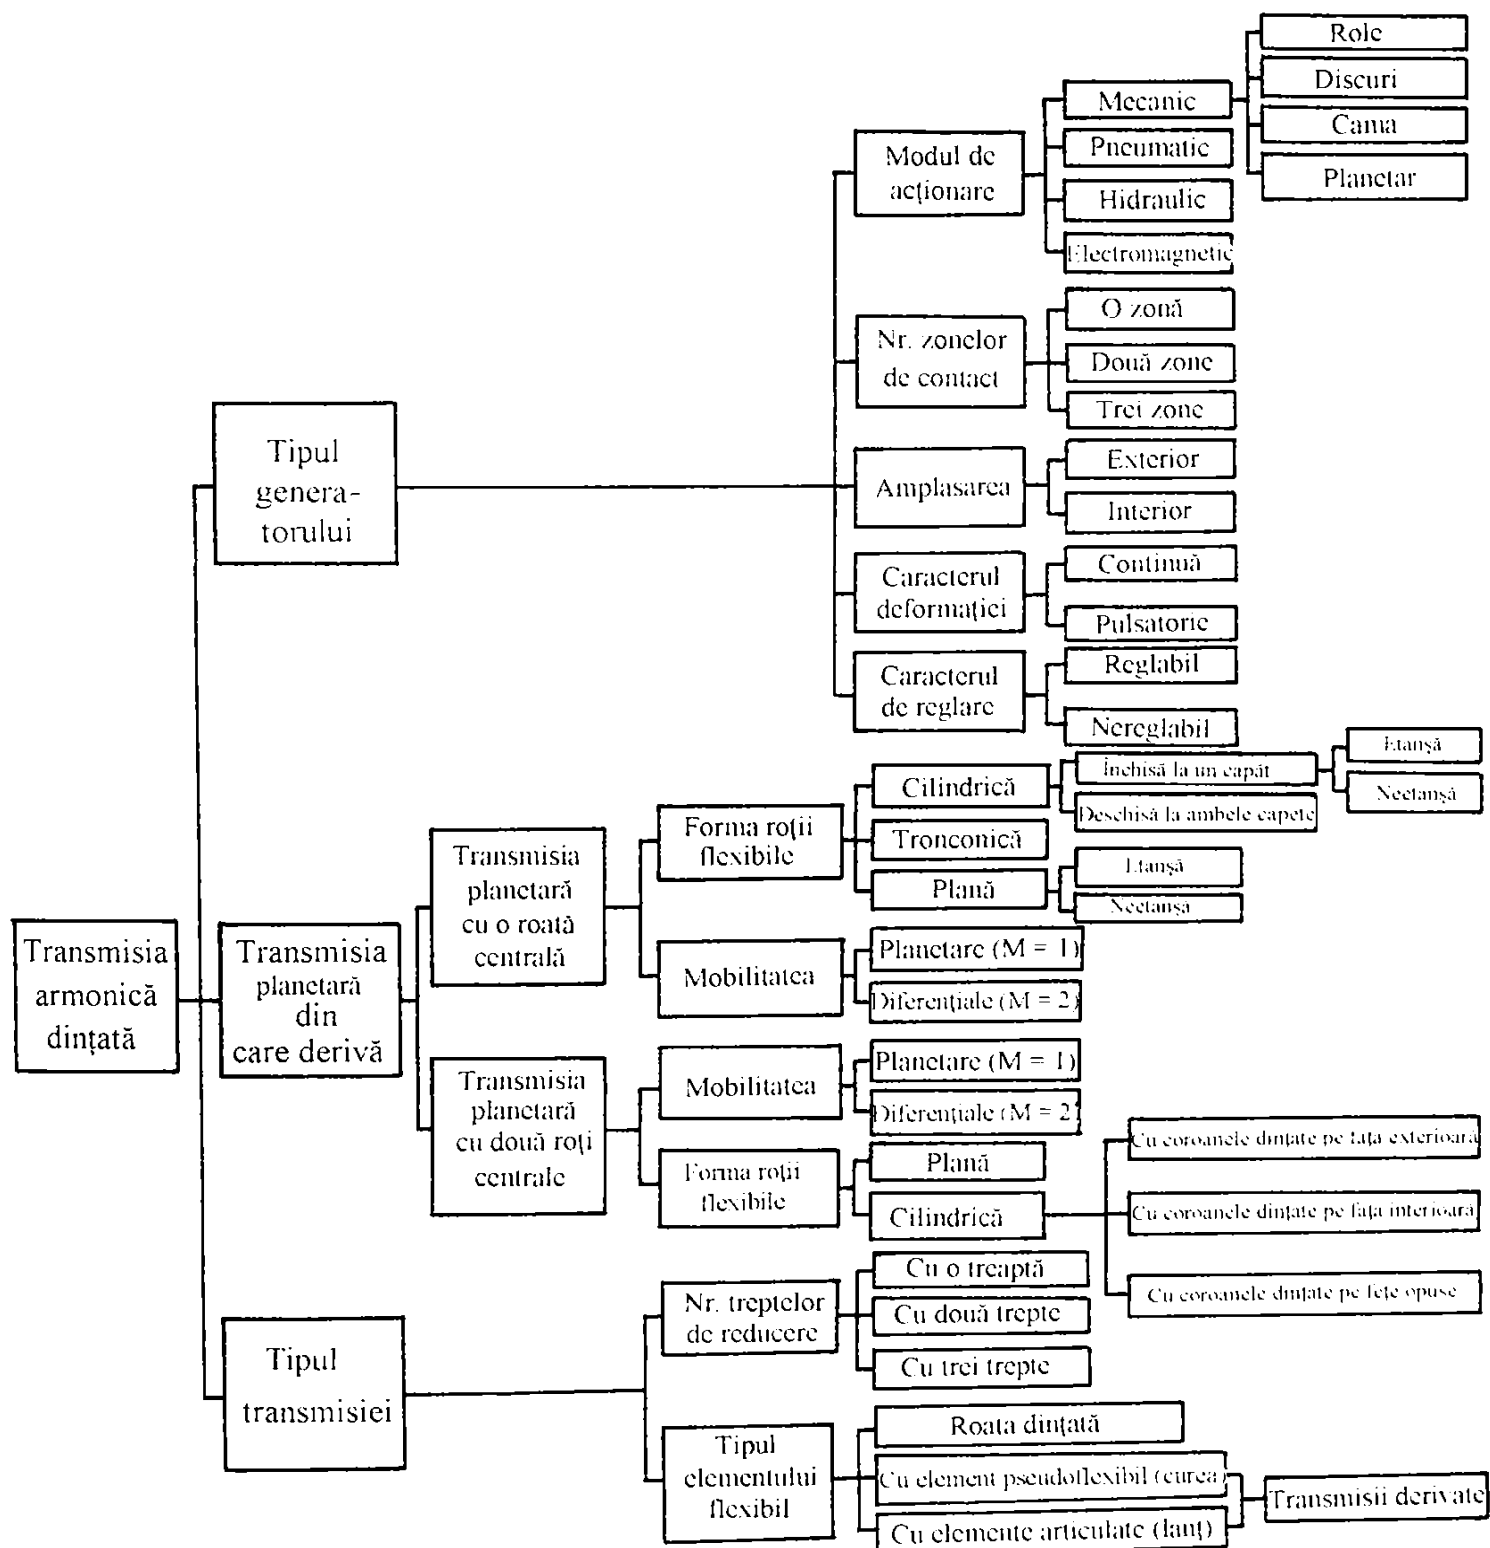 Role
Discuri
Cama
Planetar
Mecanic
Pneumatic
Hidraulic
Electromagnetic
Modul de
acționare
O zonă
Două zone
Trei zone
Nr. zonelor
de contact
Exterior
Interior
Amplasarea
Continuă
Pulsatorie
Caracterul
deformației
Reglabil
Nereglabil
Caracterul
de reglare
Tipul
genera-
torului
Etanșă
Neetanșă
Închisă la un capăt
Deschisă la ambele capete
Cilindrică
Tronconică
Plană
Etanșă
Neetanșă
Forma roții
flexibile
Transmisia
planetară
cu o roată
centrală
Mobilitatea
Planetare (M = 1)
Diferențiale (M = 2)
Transmisia
armonică
dințată
Transmisia
planetară
din
care derivă
Transmisia
planetară
cu două roți
centrale
Mobilitatea
Planetare (M = 1)
Diferențiale (M = 2)
Forma roții
flexibile
Plană
Cilindrică
Cu coroanele dințate pe fața exterioară
Cu coroanele dințate pe fața interioară
Cu coroanele dințate pe fețe opuse
Tipul
transmisiei
Nr. treptelor
de reducere
Cu o treaptă
Cu două trepte
Cu trei trepte
Tipul
elementului
flexibil
Roata dințată
Cu element pseudoflexibil (curea)
Cu elemente articulate (lanț)
Transmisii derivate